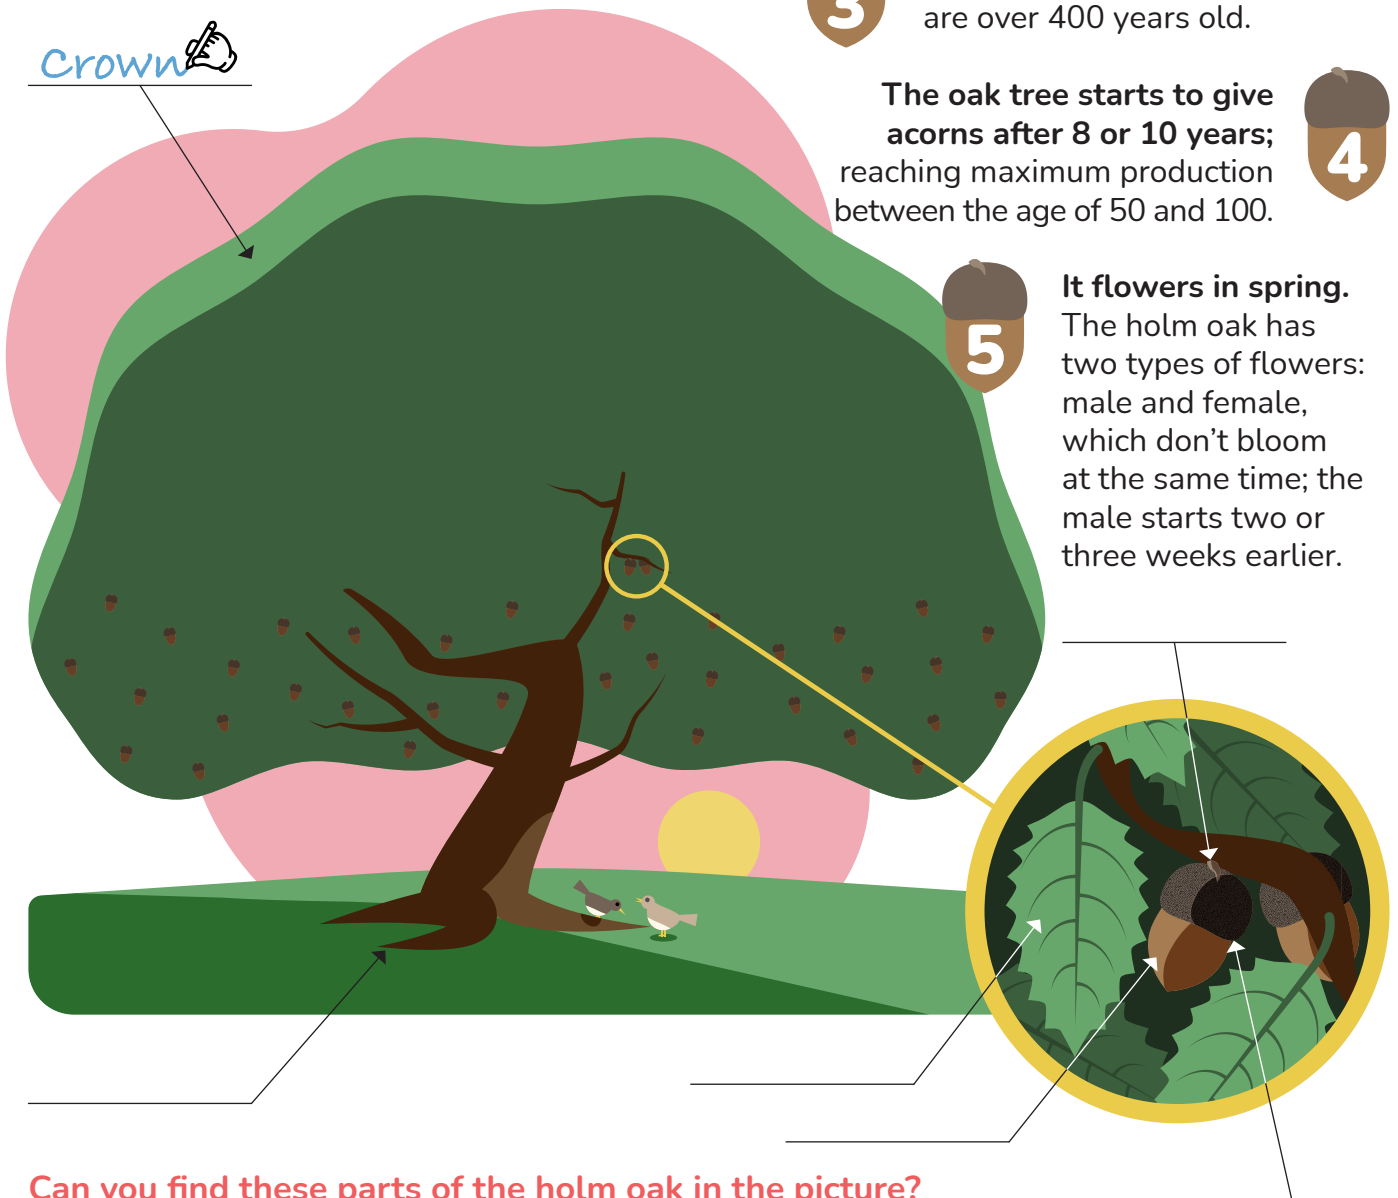 Crown
3
are over 400 years old.
The oak tree starts to give
acorns after 8 or 10 years;
reaching maximum production
between the age of 50 and 100.
4
5
It flowers in spring.
The holm oak has
two types of flowers:
male and female,
which don’t bloom
at the same time; the
male starts two or
three weeks earlier.
Can you find these parts of the holm oak in the picture?